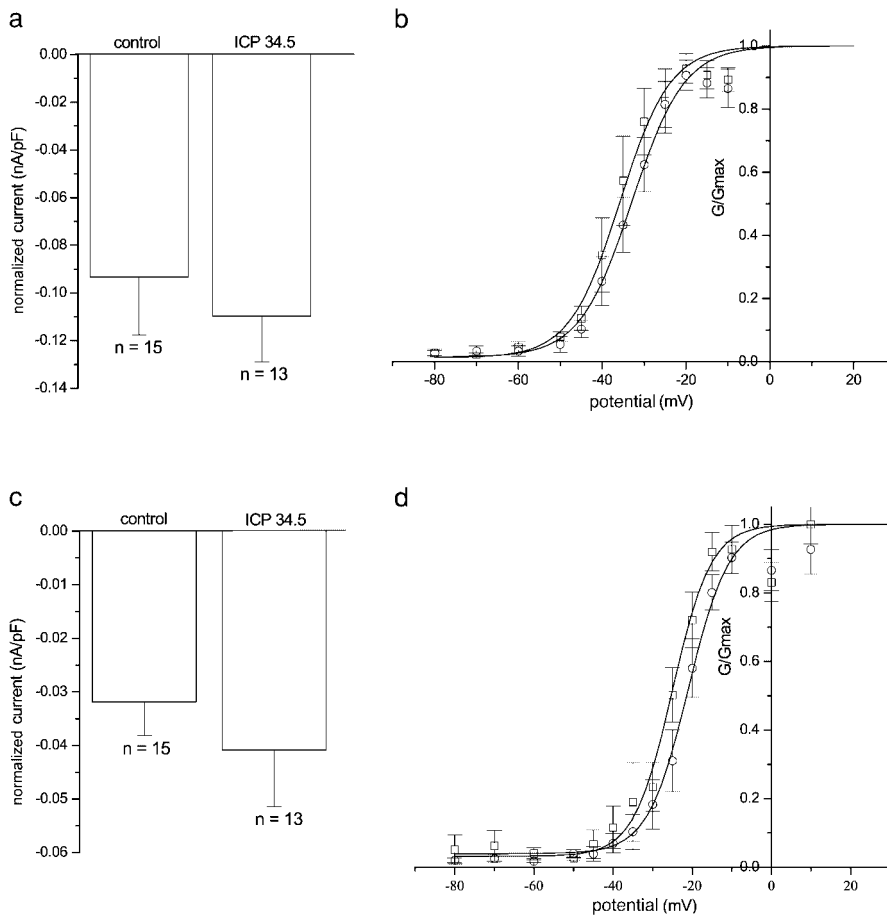 a
control
ICP 34.5
0.00
-0.02
-0.04
-0.06
-0.08
-0.10
-0.12
-0.14
normalized current (nA/pF)
n = 15
n = 13
b
1.0
0.8
0.6
0.4
0.2
0.0
G/Gmax
-80
-60
-40
-20
0
20
potential (mV)
c
control
ICP 34.5
0.00
-0.01
-0.02
-0.03
-0.04
-0.05
-0.06
normalized current (nA/pF)
n = 15
n = 13
d
1.0
0.8
0.6
0.4
0.2
0.0
G/Gmax
-80
-60
-40
-20
0
20
potential (mV)